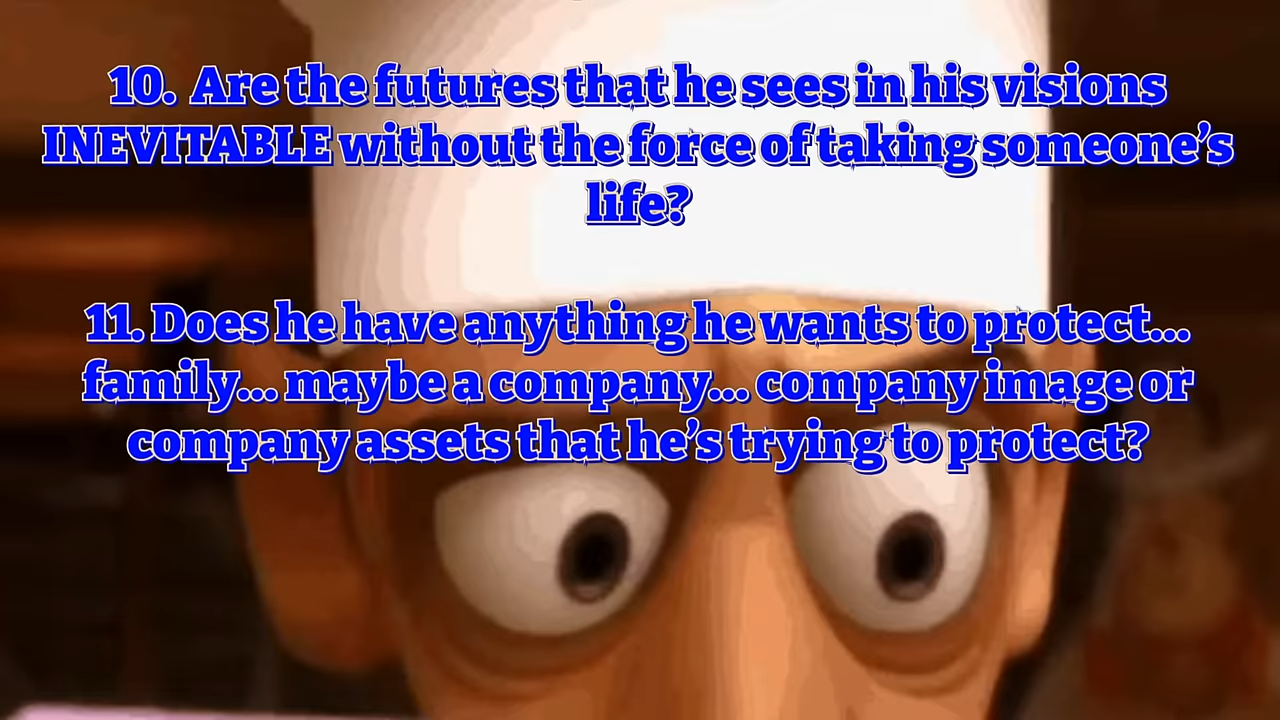 10. Are the futures that he sees in his visions
INEVITABLE without the force of taking someone’s
life?
11. Does he have anything he wants to protect...
family... maybe a company... company image or
company assets that he’s trying to protect?